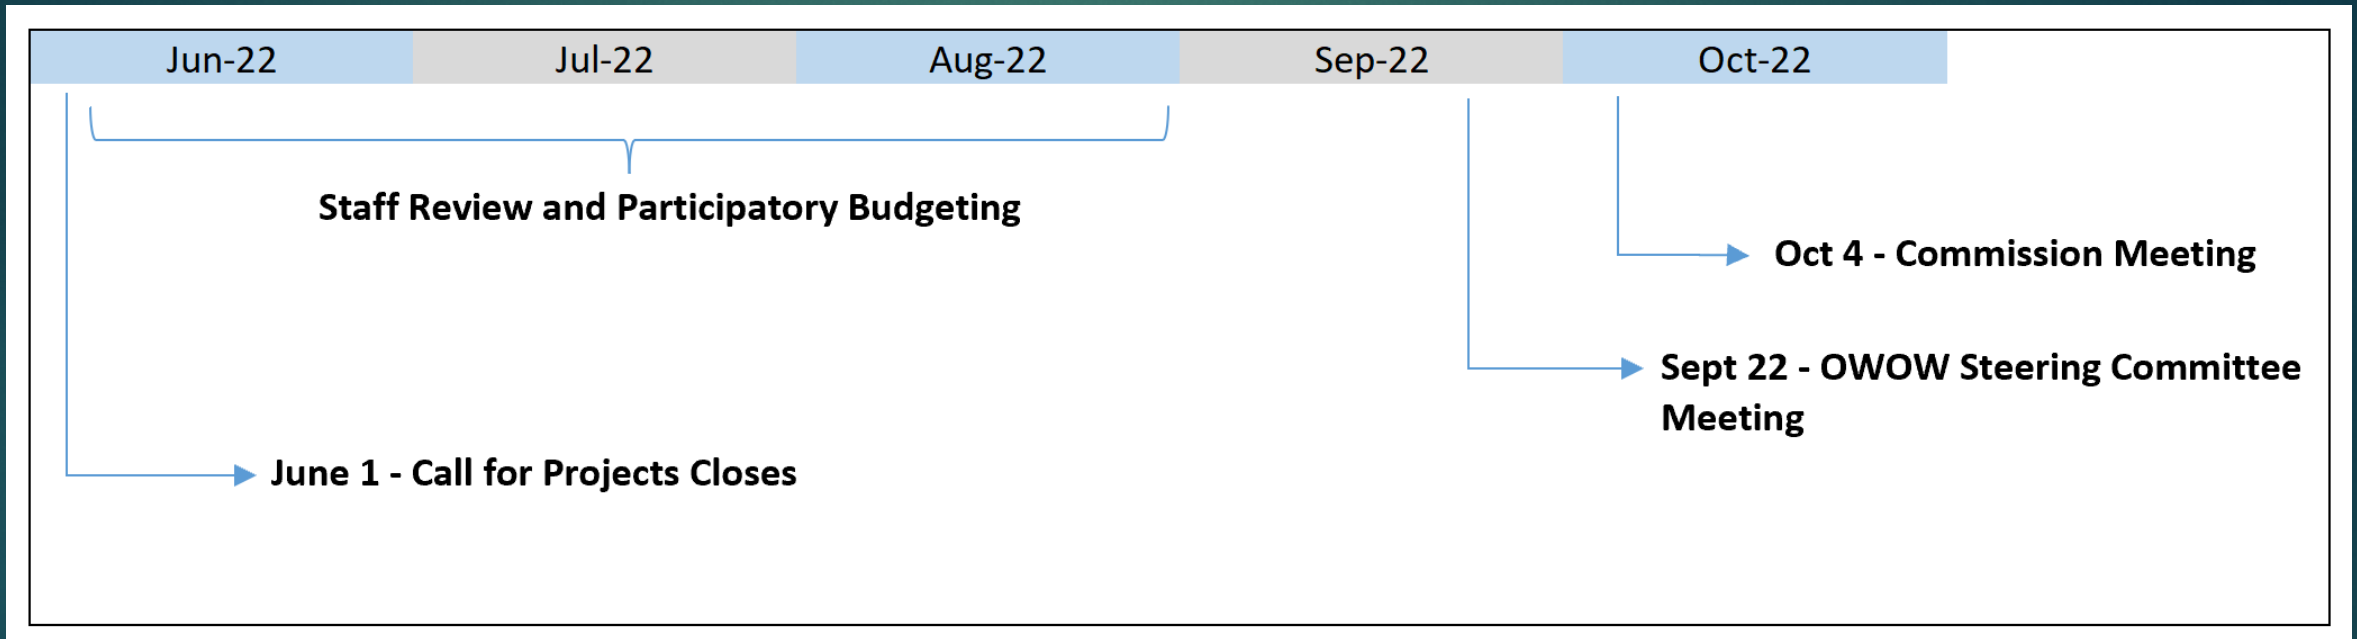 Jun-22 Jul-22 Aug-22 Sep-22 Oct-22
Staff Review and Participatory Budgeting
Oct 4 - Commission Meeting
Sept 22 - OWOW Steering Committee
Meeting
June 1 - Call for Projects Closes